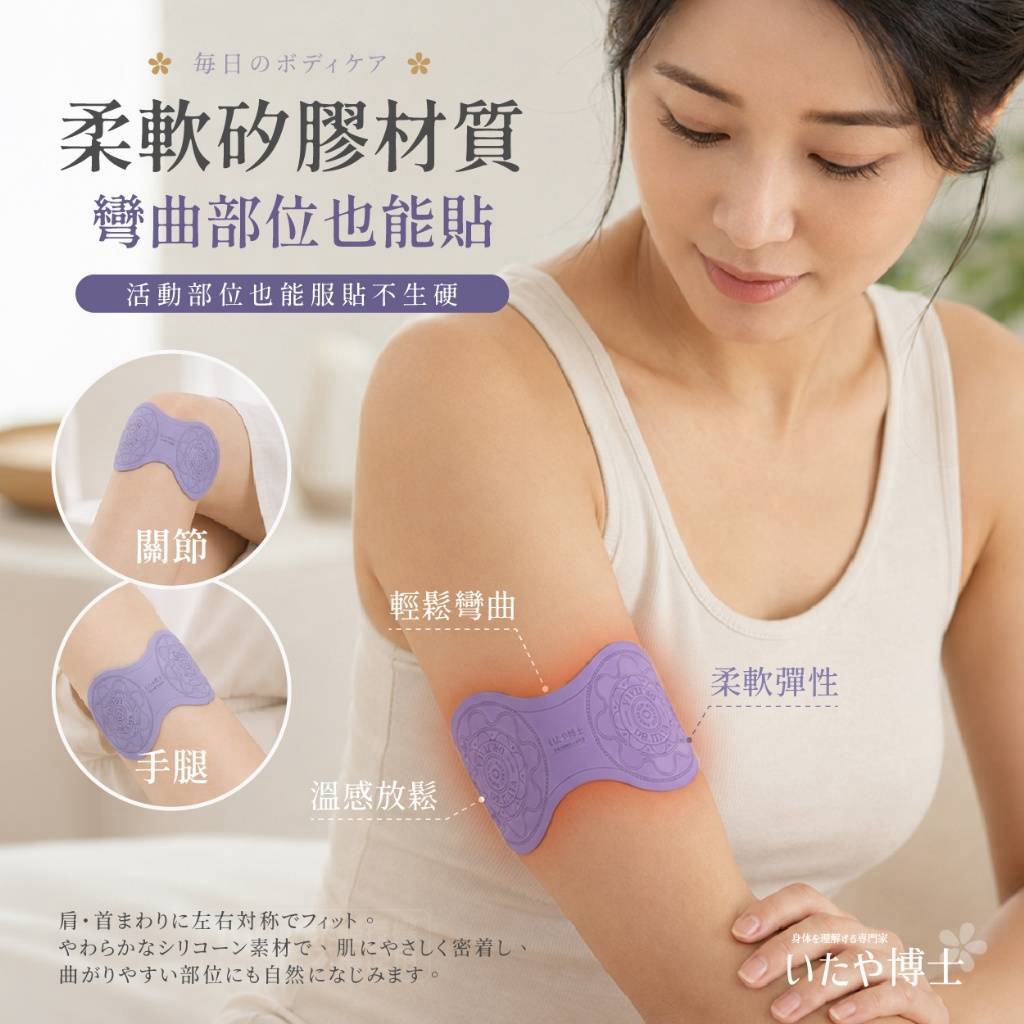 毎日のボディケア
柔軟矽膠材質
彎曲部位也能貼
活動部位也能服貼不生硬
關節
手腿
輕鬆彎曲
柔軟彈性
溫感放鬆
いたや博士
肩・首まわりに左右対称でフィット。
やわらかなシリコーン素材で、肌にやさしく密着し、
曲がりやすい部位にも自然になじみます。
身体を理解する専門家
いたや博士